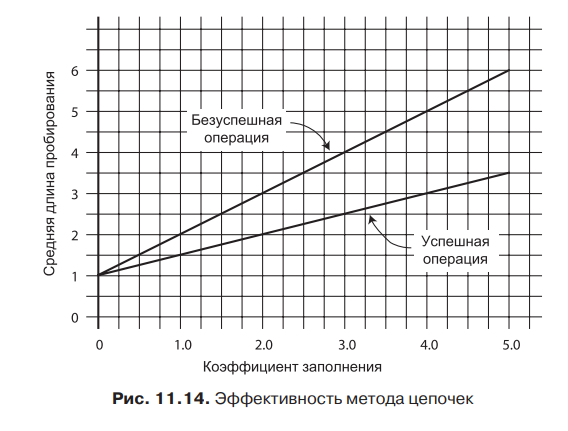 Средняя длина пробирования
6
5
4
3
2
1
0
Безуспешная
операция
Успешная
операция
0 1.0 2.0 3.0 4.0 5.0
Коэффициент заполнения
Рис. 11.14. Эффективность метода цепочек